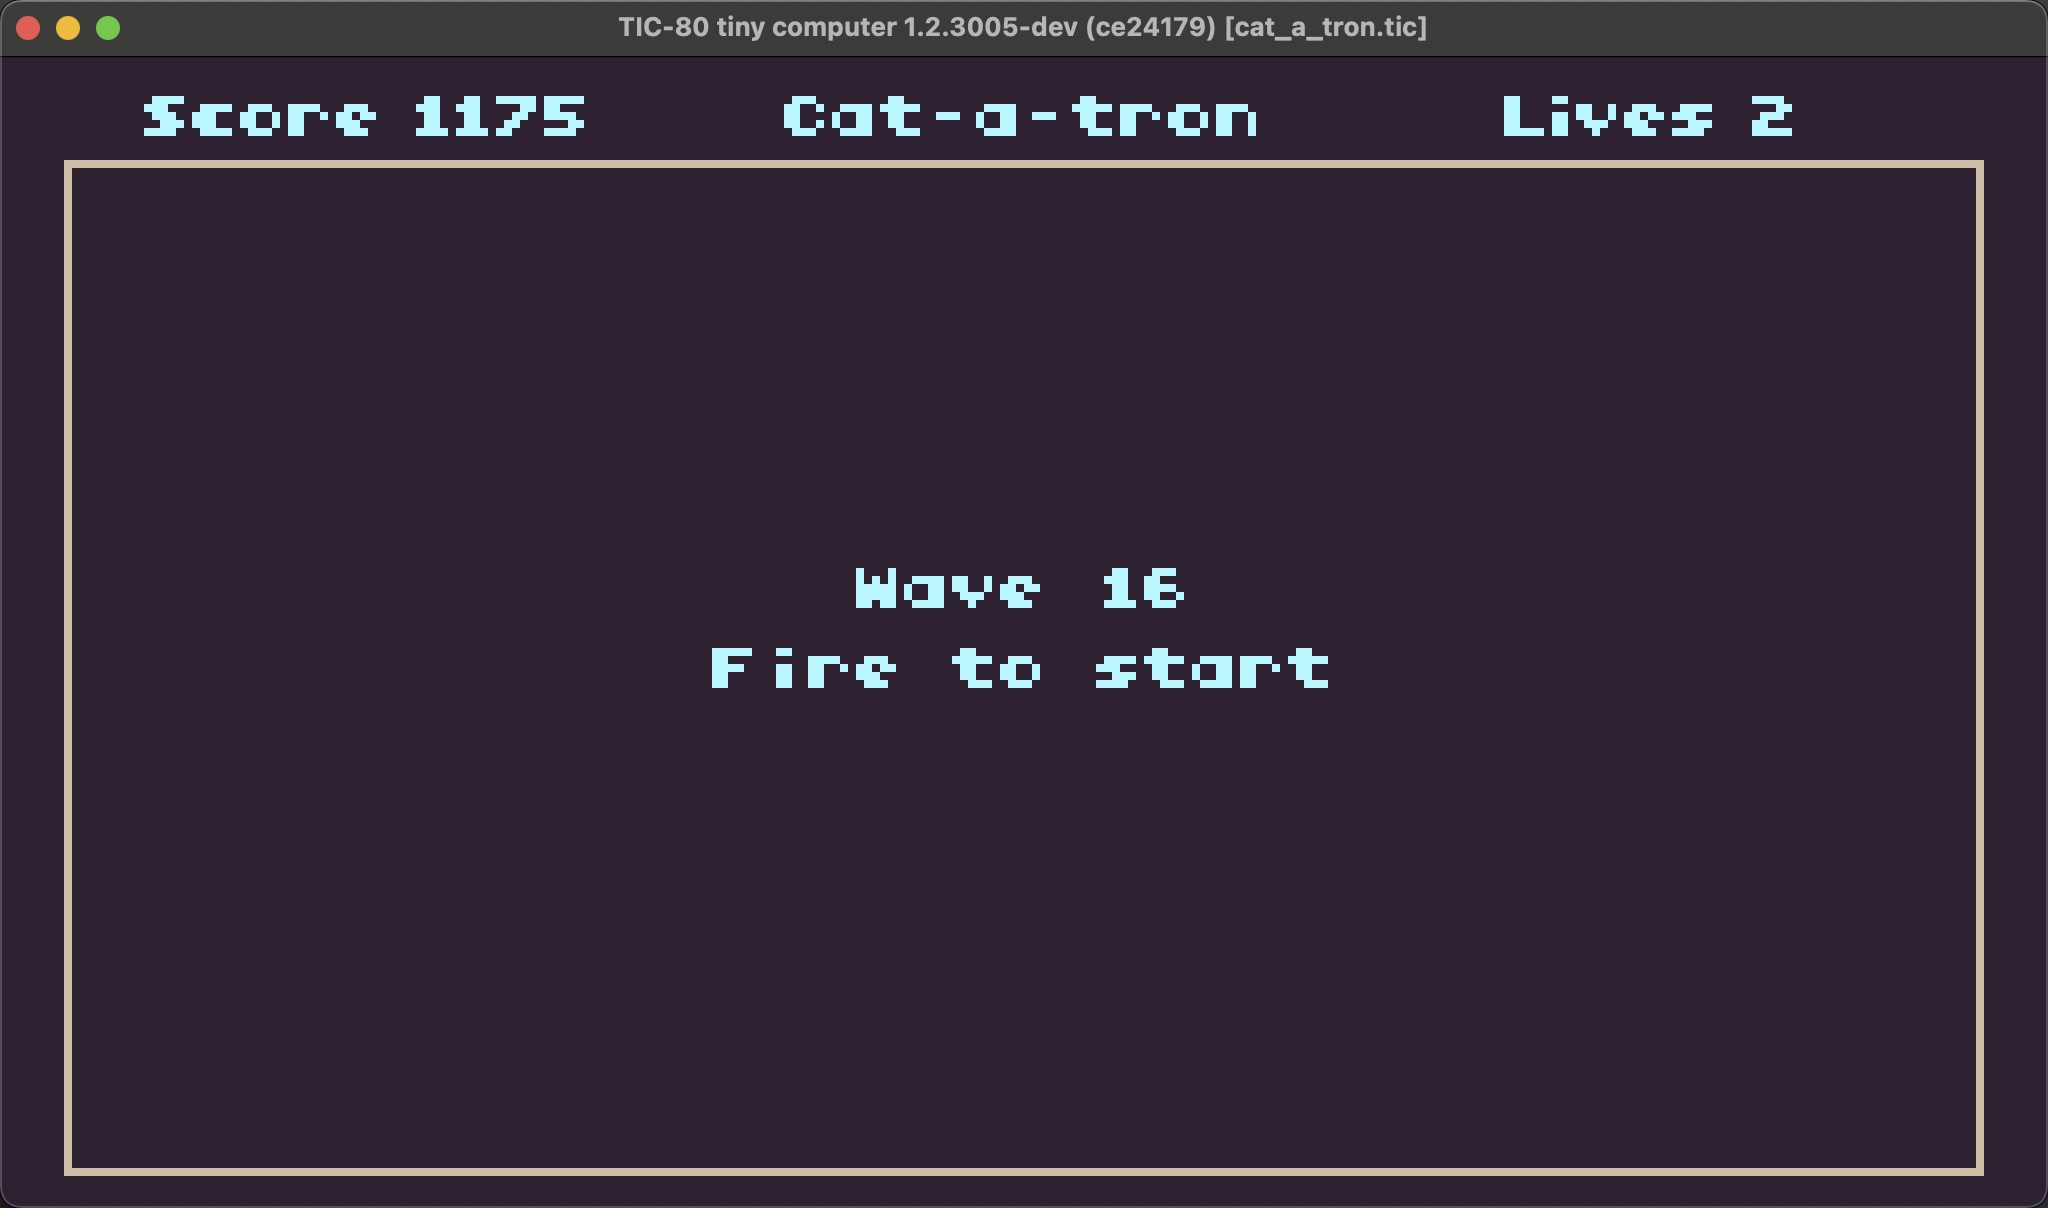 TIC-80 tiny computer 1.2.3005-dev (ce24179) [cat_a_tron.tic]
Score 1175 Cat-a-tron Lives 2
Wave 16
Fire to start